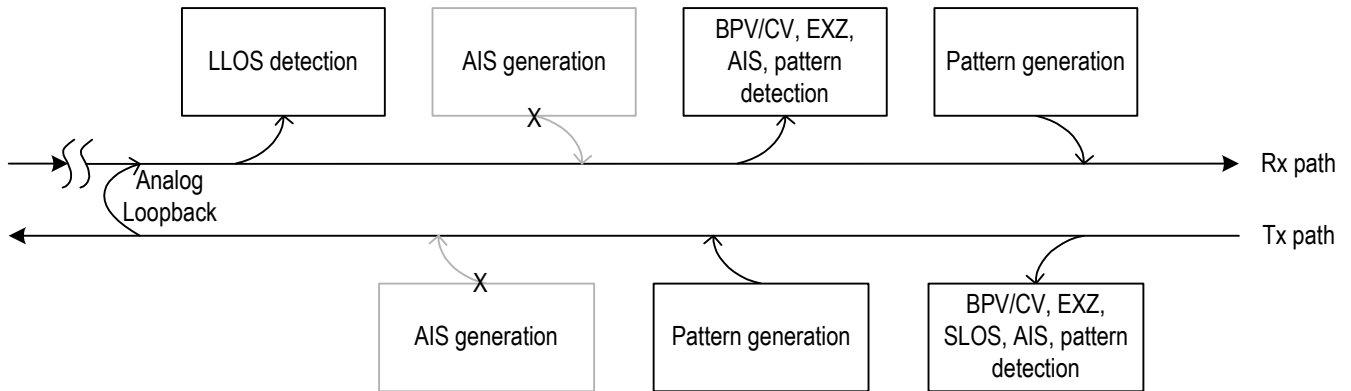 LLOS detection
AIS generation
BPV/CV, EXZ,
AIS, pattern
detection
Pattern generation
X
Rx path
Analog
Loopback
Tx path
X
AIS generation
Pattern generation
BPV/CV, EXZ,
SLOS, AIS, pattern
detection